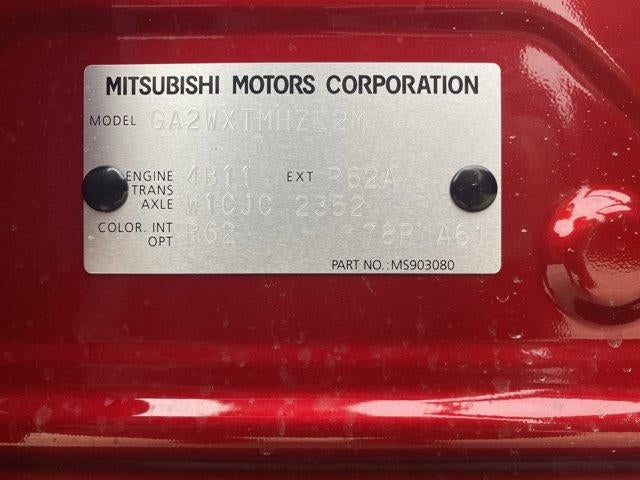 MITSUBISHI MOTORS CORPORATION
MODEL GA2WXTMHZL2M
ENGINE 4B11 EXT P62A
TRANS
AXLE W1CJC 2352
COLOR. INT R62 78P A61
OPT
PART NO.: MS903080